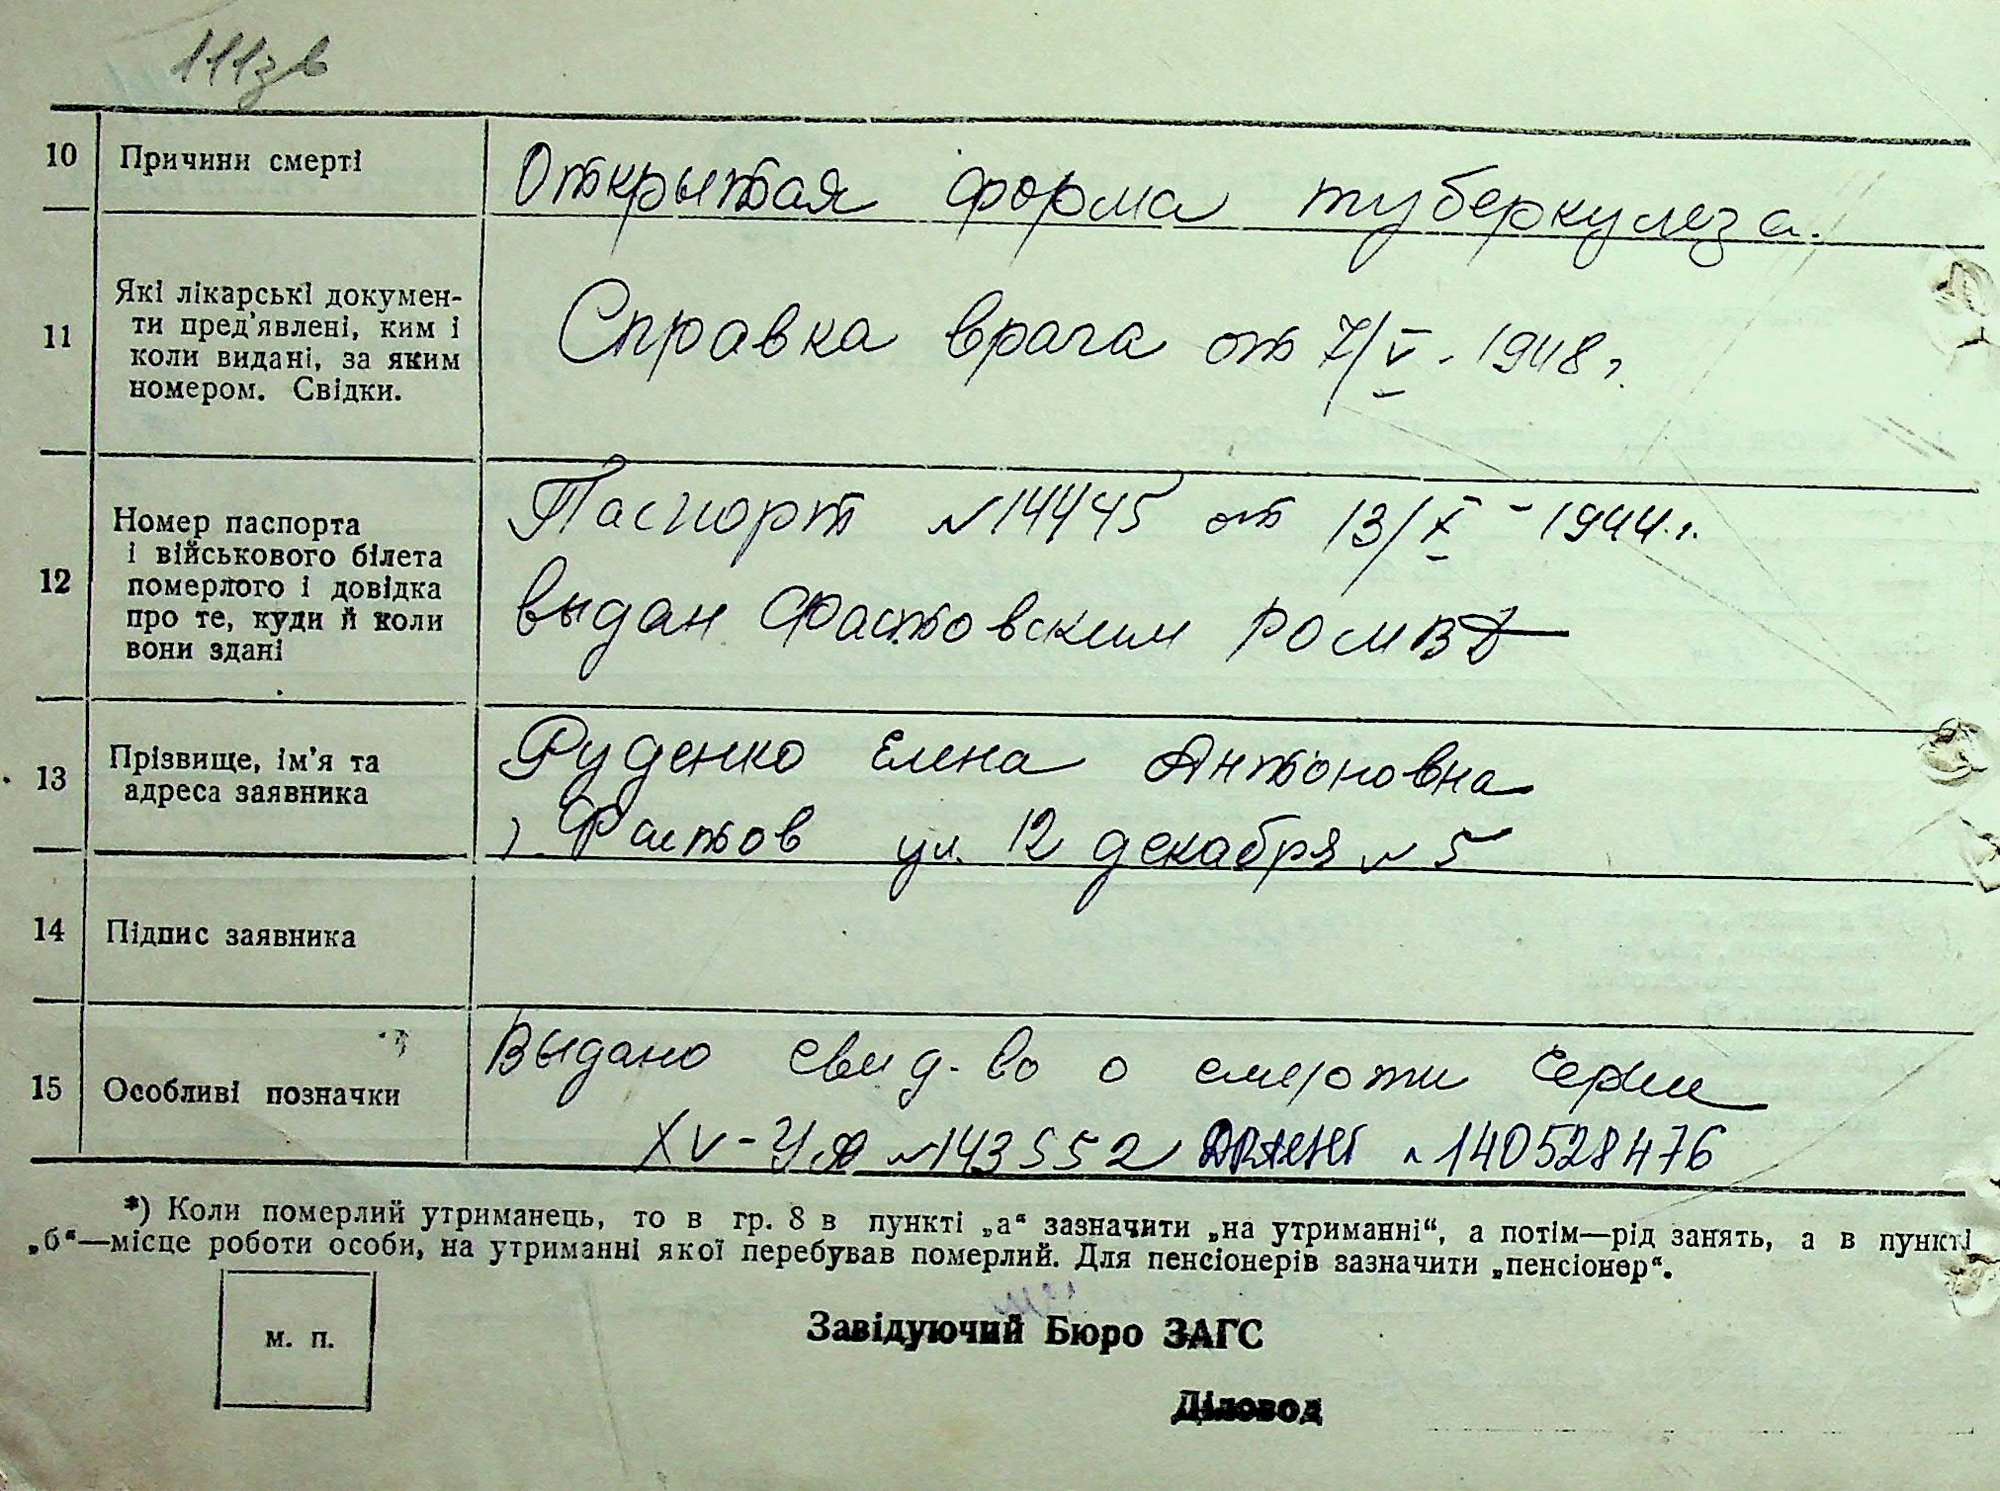 111зв
10 Причини смерті Открытая форма туберкулеза.
11 Які лікарські докумен-
ти пред'явлені, ким і
коли видані, за яким
номером. Свідки.
Справка врача от 7/V. 1948 г.
12 Номер паспорта
і військового білета
померлого і довідка
про те, куди й коли
вони здані
Паспорт №14445 от 13/X - 1944 г.
выдан Фастовским РОМВД
13 Прізвище, ім'я та
адреса заявника
Руденко Елена Антоновна
г. Фастов ул. 12 декабря № 5
14 Підпис заявника
15 Особливі позначки
Выдано свид-во о смерти Серии
XV-УЯ №143552 № 140528476
*) Коли померлий утриманець, то в гр. 8 в пункті „а“ зазначити „на утриманні“, а потім—рід занять, а в пункті
„б“—місце роботи особи, на утриманні якої перебував померлий. Для пенсіонерів зазначити „пенсіонер“.
м. п.
Завідуючий Бюро ЗАГС
Діловод